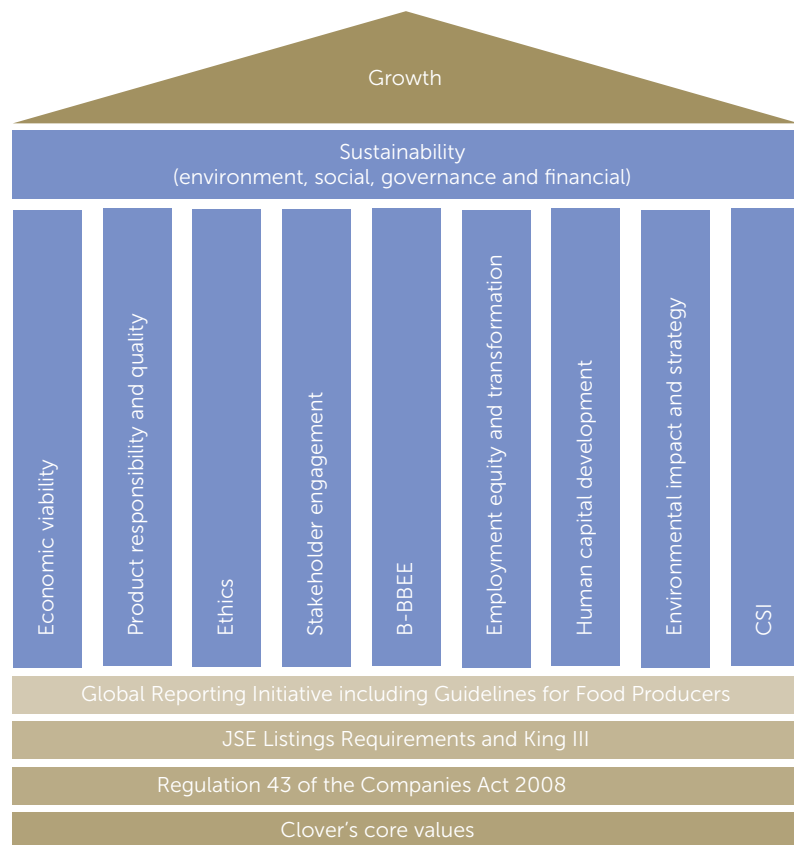 Growth
Sustainability
(environment, social, governance and financial)
Economic viability
Product responsibility and quality
Ethics
Stakeholder engagement
B-BBEE
Employment equity and transformation
Human capital development
Environmental impact and strategy
CSI
Global Reporting Initiative including Guidelines for Food Producers
JSE Listings Requirements and King III
Regulation 43 of the Companies Act 2008
Clover’s core values